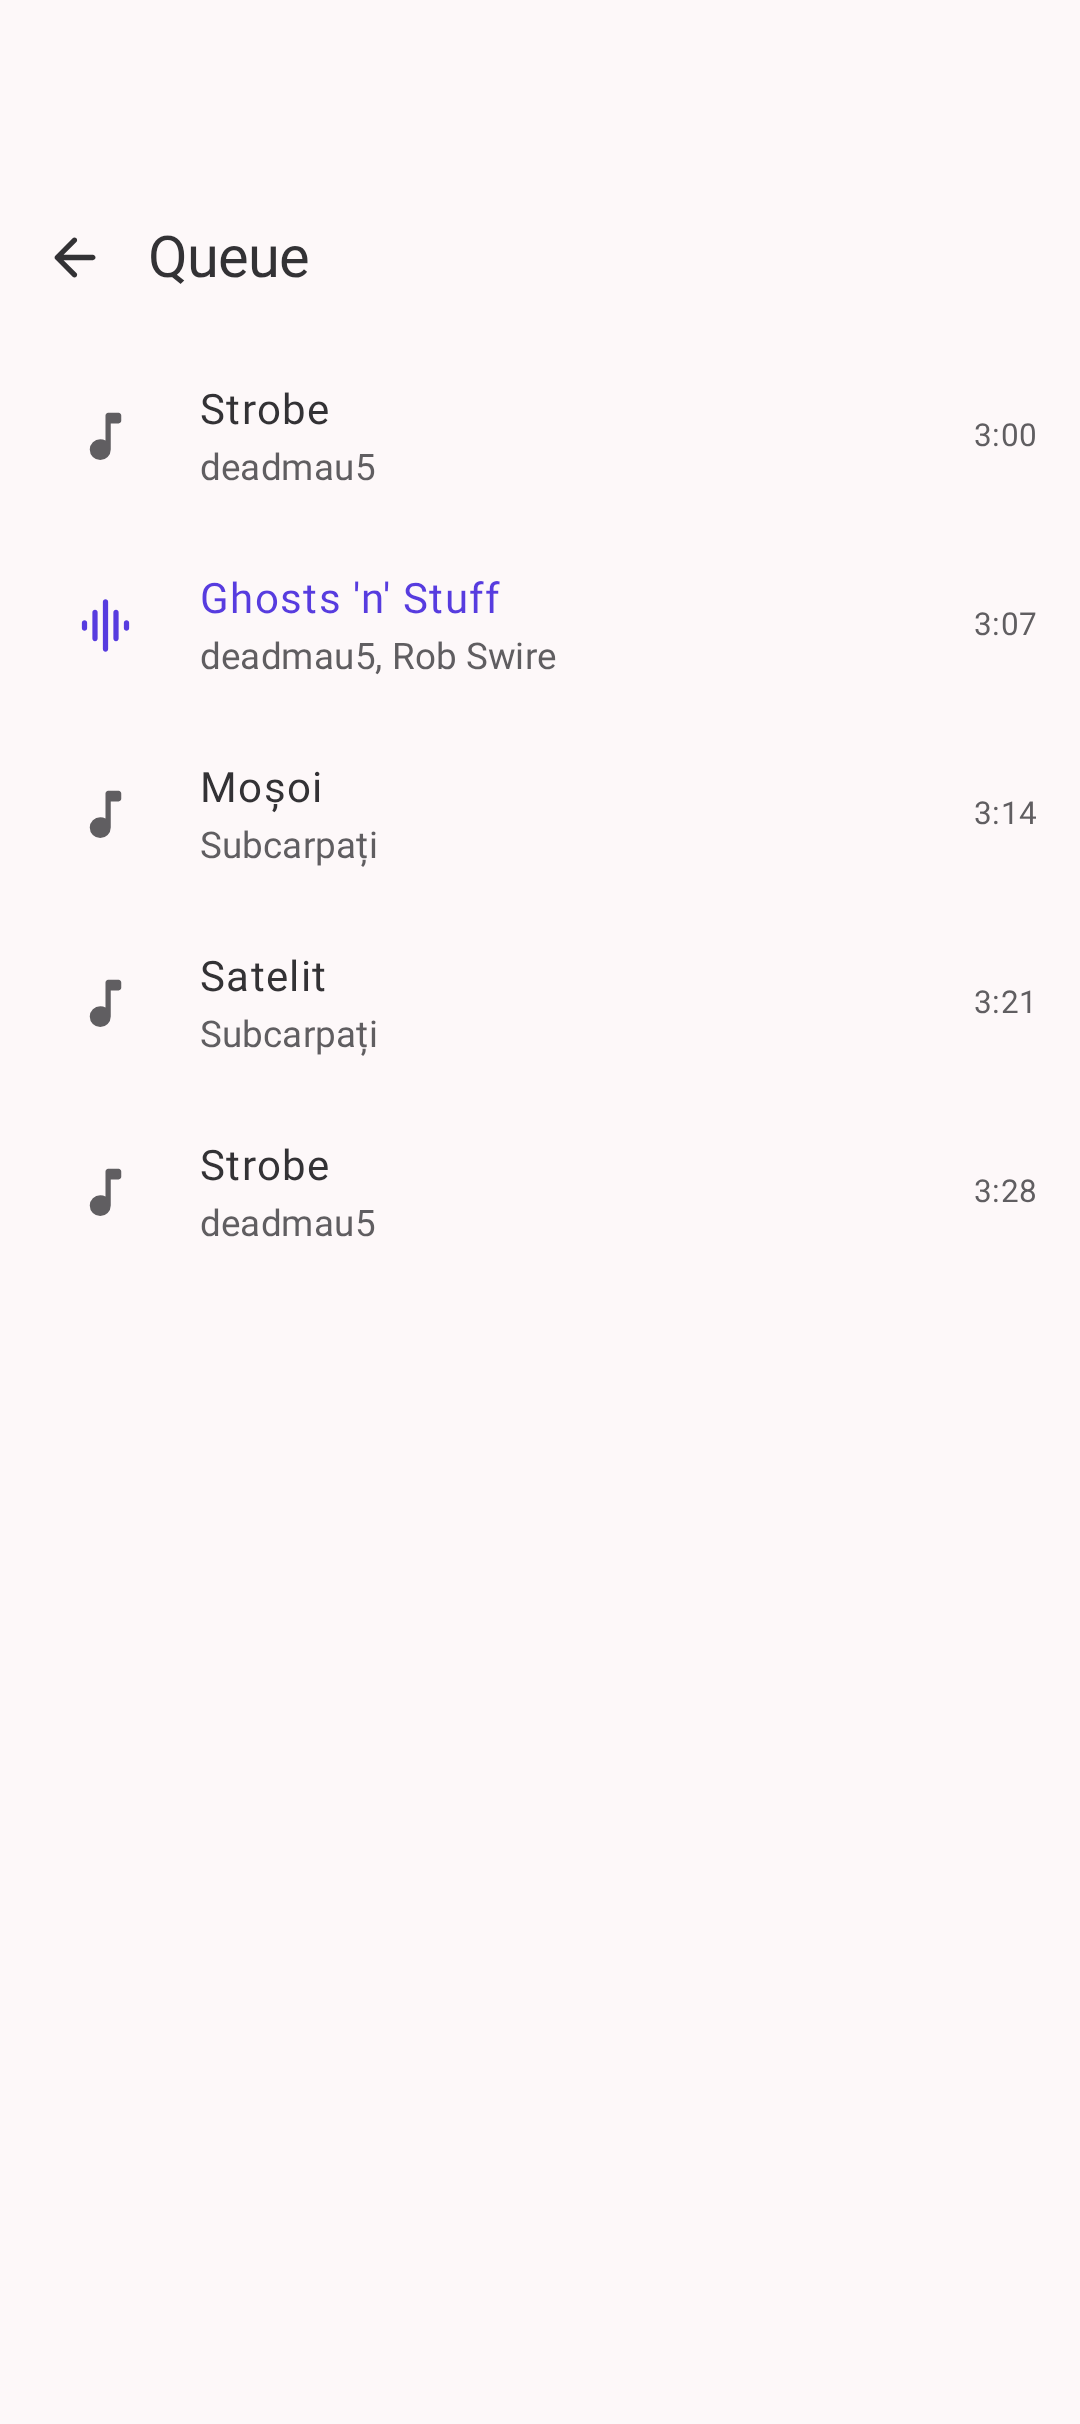 Queue
Strobe
deadmau5
3:00
Ghosts 'n' Stuff
deadmau5, Rob Swire
3:07
Moșoi
Subcarpați
3:14
Satelit
Subcarpați
3:21
Strobe
deadmau5
3:28